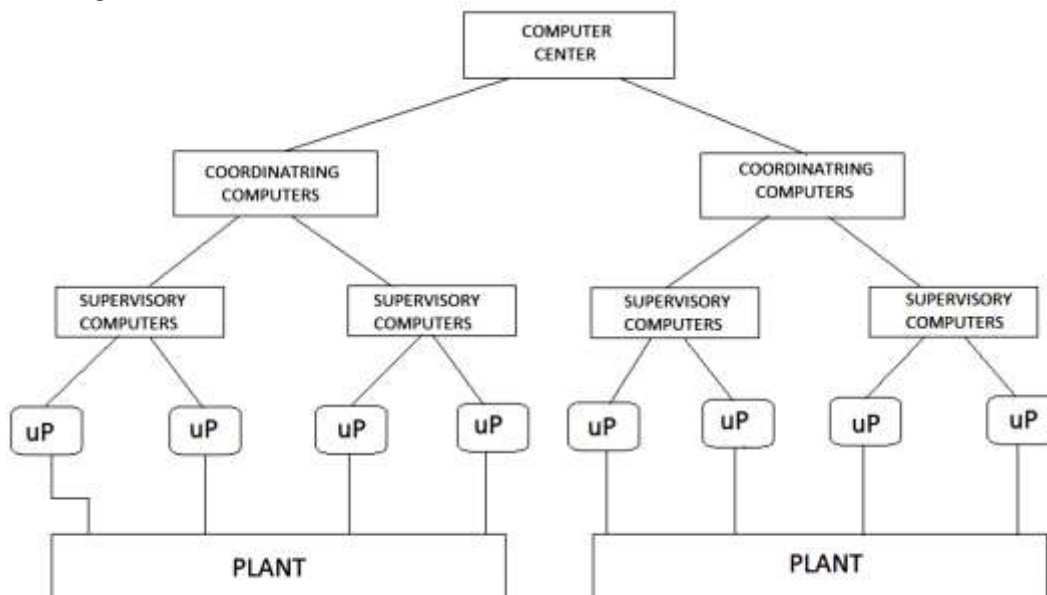 COMPUTER
CENTER
COORDINATRING
COMPUTERS
COORDINATRING
COMPUTERS
SUPERVISORY
COMPUTERS
SUPERVISORY
COMPUTERS
SUPERVISORY
COMPUTERS
SUPERVISORY
COMPUTERS
uP
uP
uP
uP
uP
uP
uP
uP
PLANT
PLANT